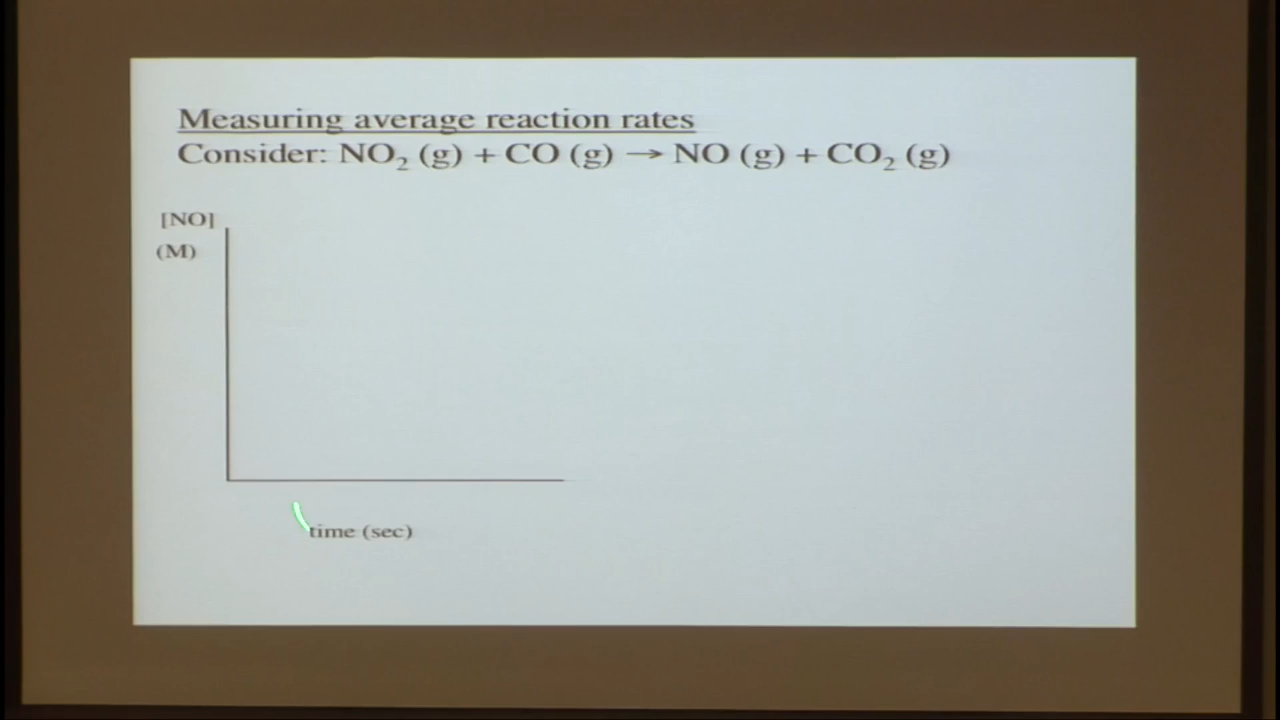 Measuring average reaction rates
Consider: NO₂ (g) + CO (g) → NO (g) + CO₂ (g)
[NO]
(M)
time (sec)